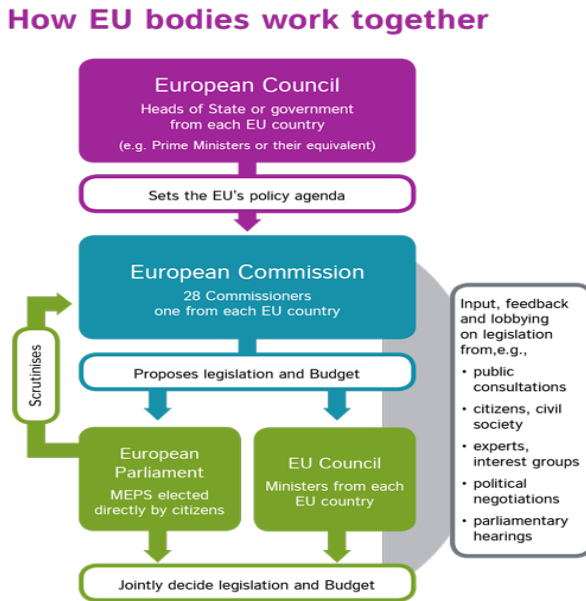 How EU bodies work together
European Council
Heads of State or government
from each EU country
(e.g. Prime Ministers or their equivalent)
Sets the EU's policy agenda
European Commission
28 Commissioners
one from each EU country
Proposes legislation and Budget
Scrutinises
European
Parliament
MEPS elected
directly by citizens
EU Council
Ministers from each
EU country
Jointly decide legislation and Budget
Input, feedback
and lobbying
on legislation
from,e.g.,
• public
consultations
• citizens, civil
society
• experts,
interest groups
• political
negotiations
• parliamentary
hearings